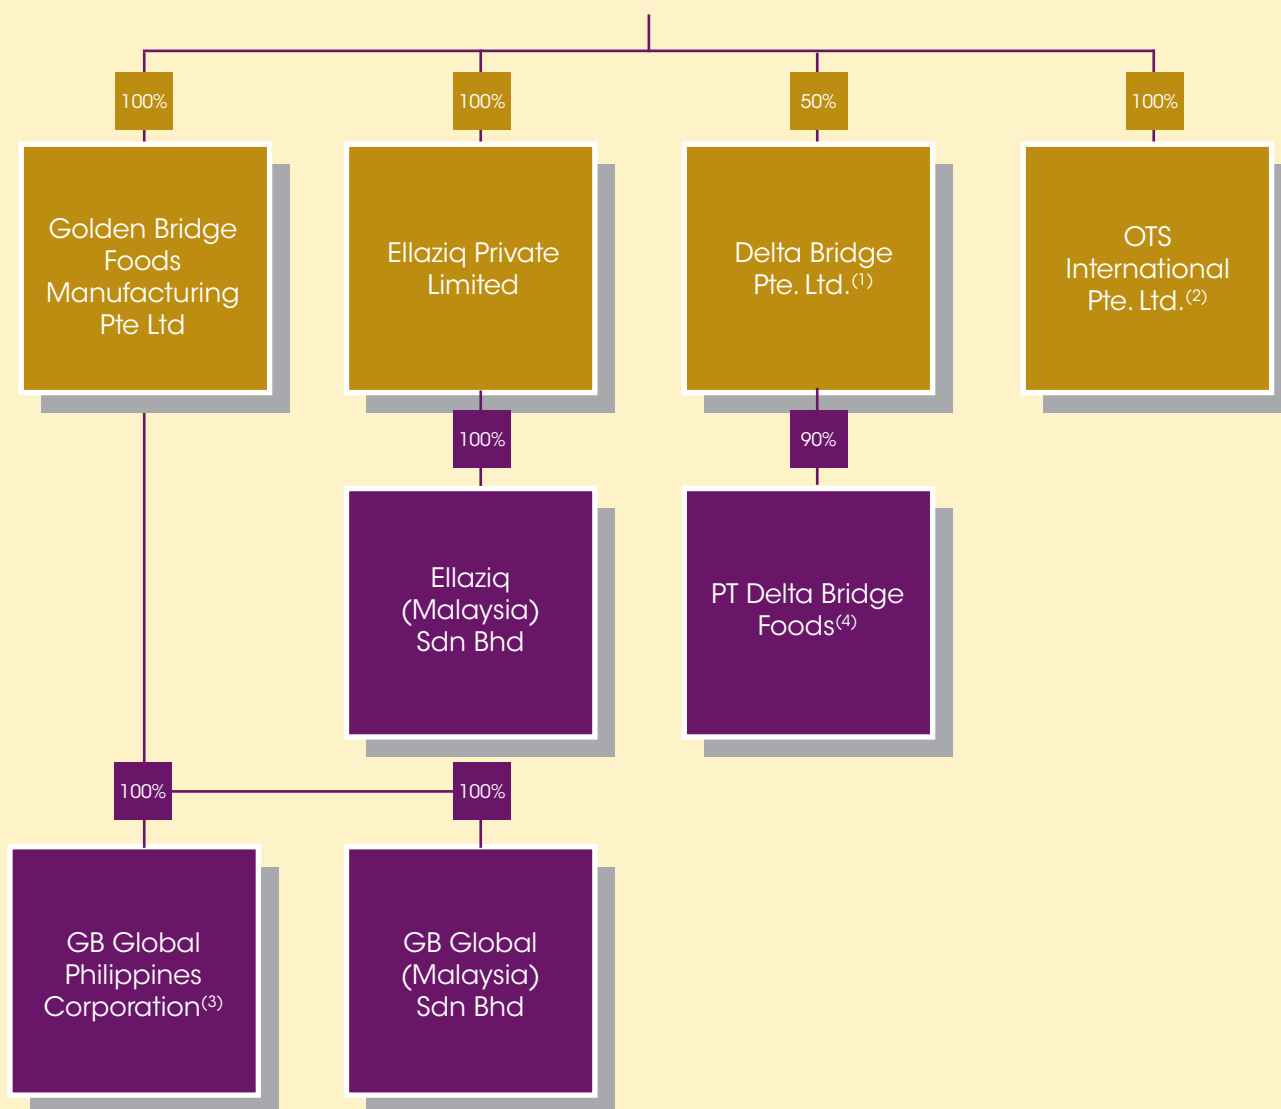 100%
100%
50%
100%
Golden Bridge
Foods
Manufacturing
Pte Ltd
Ellaziq Private
Limited
Delta Bridge
Pte. Ltd.(1)
OTS
International
Pte. Ltd.(2)
100%
90%
Ellaziq
(Malaysia)
Sdn Bhd
PT Delta Bridge
Foods(4)
100%
100%
GB Global
Philippines
Corporation(3)
GB Global
(Malaysia)
Sdn Bhd